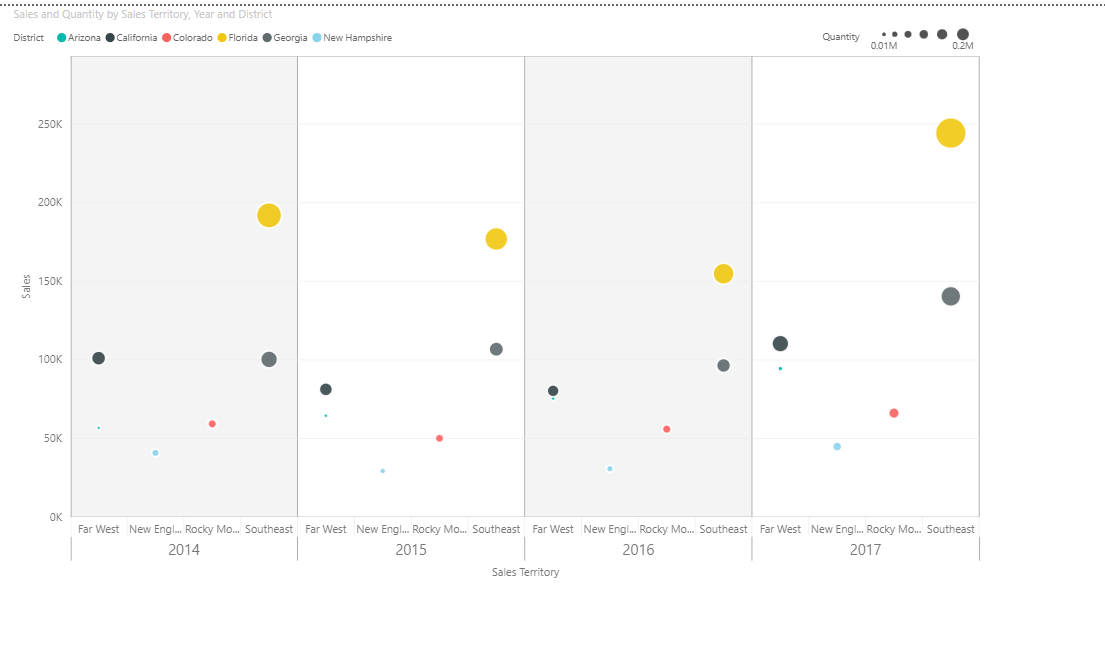 Sales and Quantity by Sales Territory, Year and District
District Arizona California Colorado Florida Georgia New Hampshire
Quantity
0.01M 0.2M
250K
200K
150K
100K
50K
0K
Sales
Far West New Engl... Rocky Mo... Southeast Far West New Engl... Rocky Mo... Southeast Far West New Engl... Rocky Mo... Southeast Far West New Engl... Rocky Mo... Southeast
2014 2015 2016 2017
Sales Territory